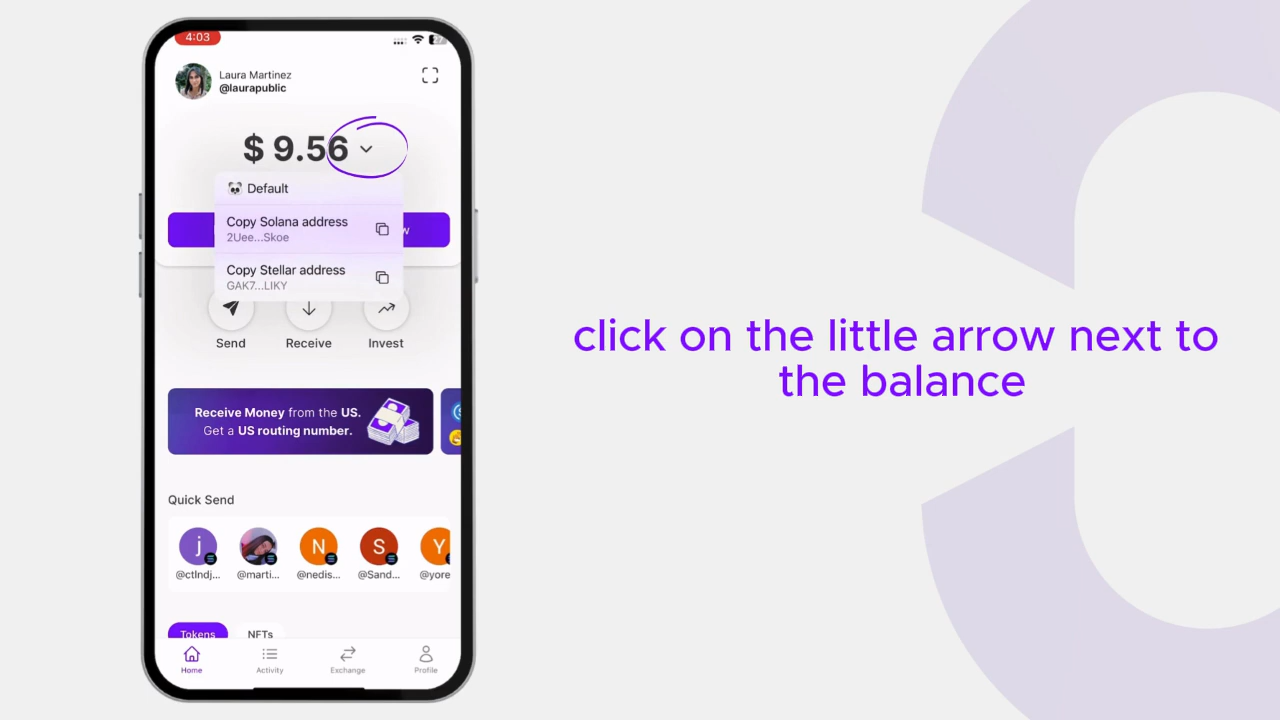 4:03
27
Laura Martinez
@laurapublic
$ 9.56
Default
Copy Solana address
2Uee...Skoe
Copy Stellar address
GAK7...LIKY
Send
Receive
Invest
Receive Money from the US.
Get a US routing number.
Quick Send
j
N
S
Y
@ctlndj...
@marti...
@nedis...
@Sand...
@yore
Tokens
NFTs
Home
Activity
Exchange
Profile
click on the little arrow next to
the balance